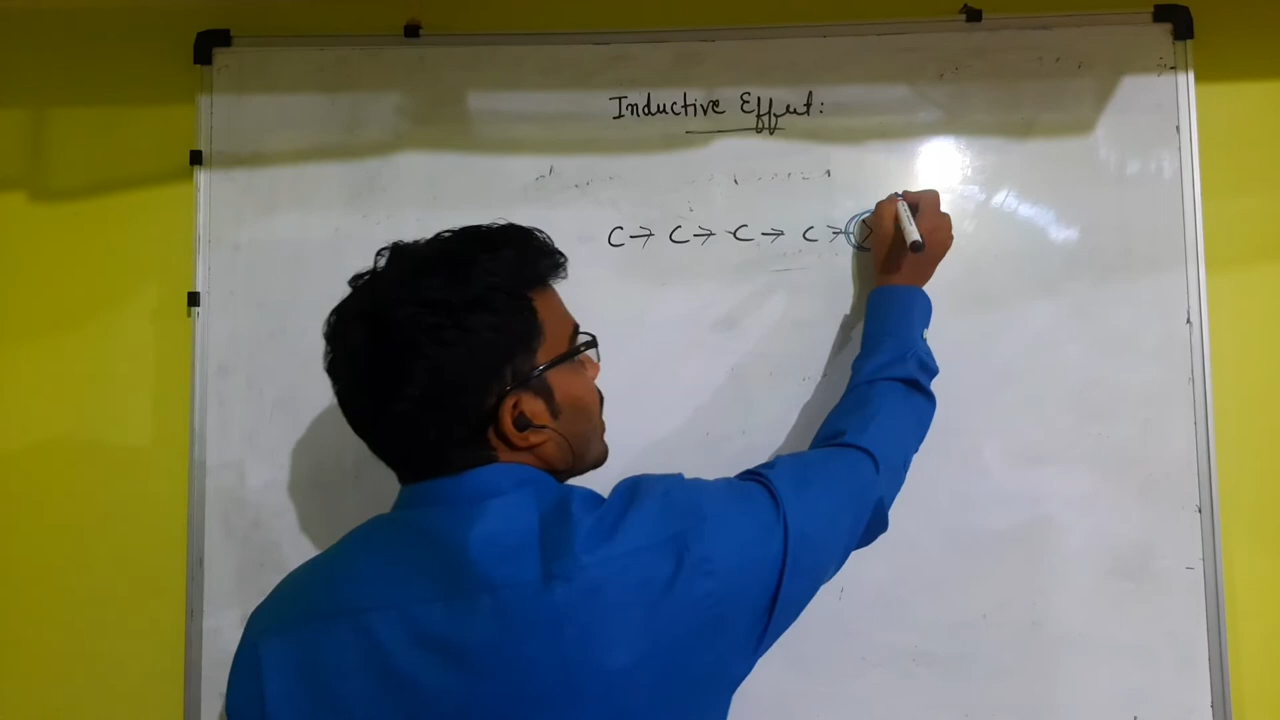 Inductive Effect:
C → C → C → C →